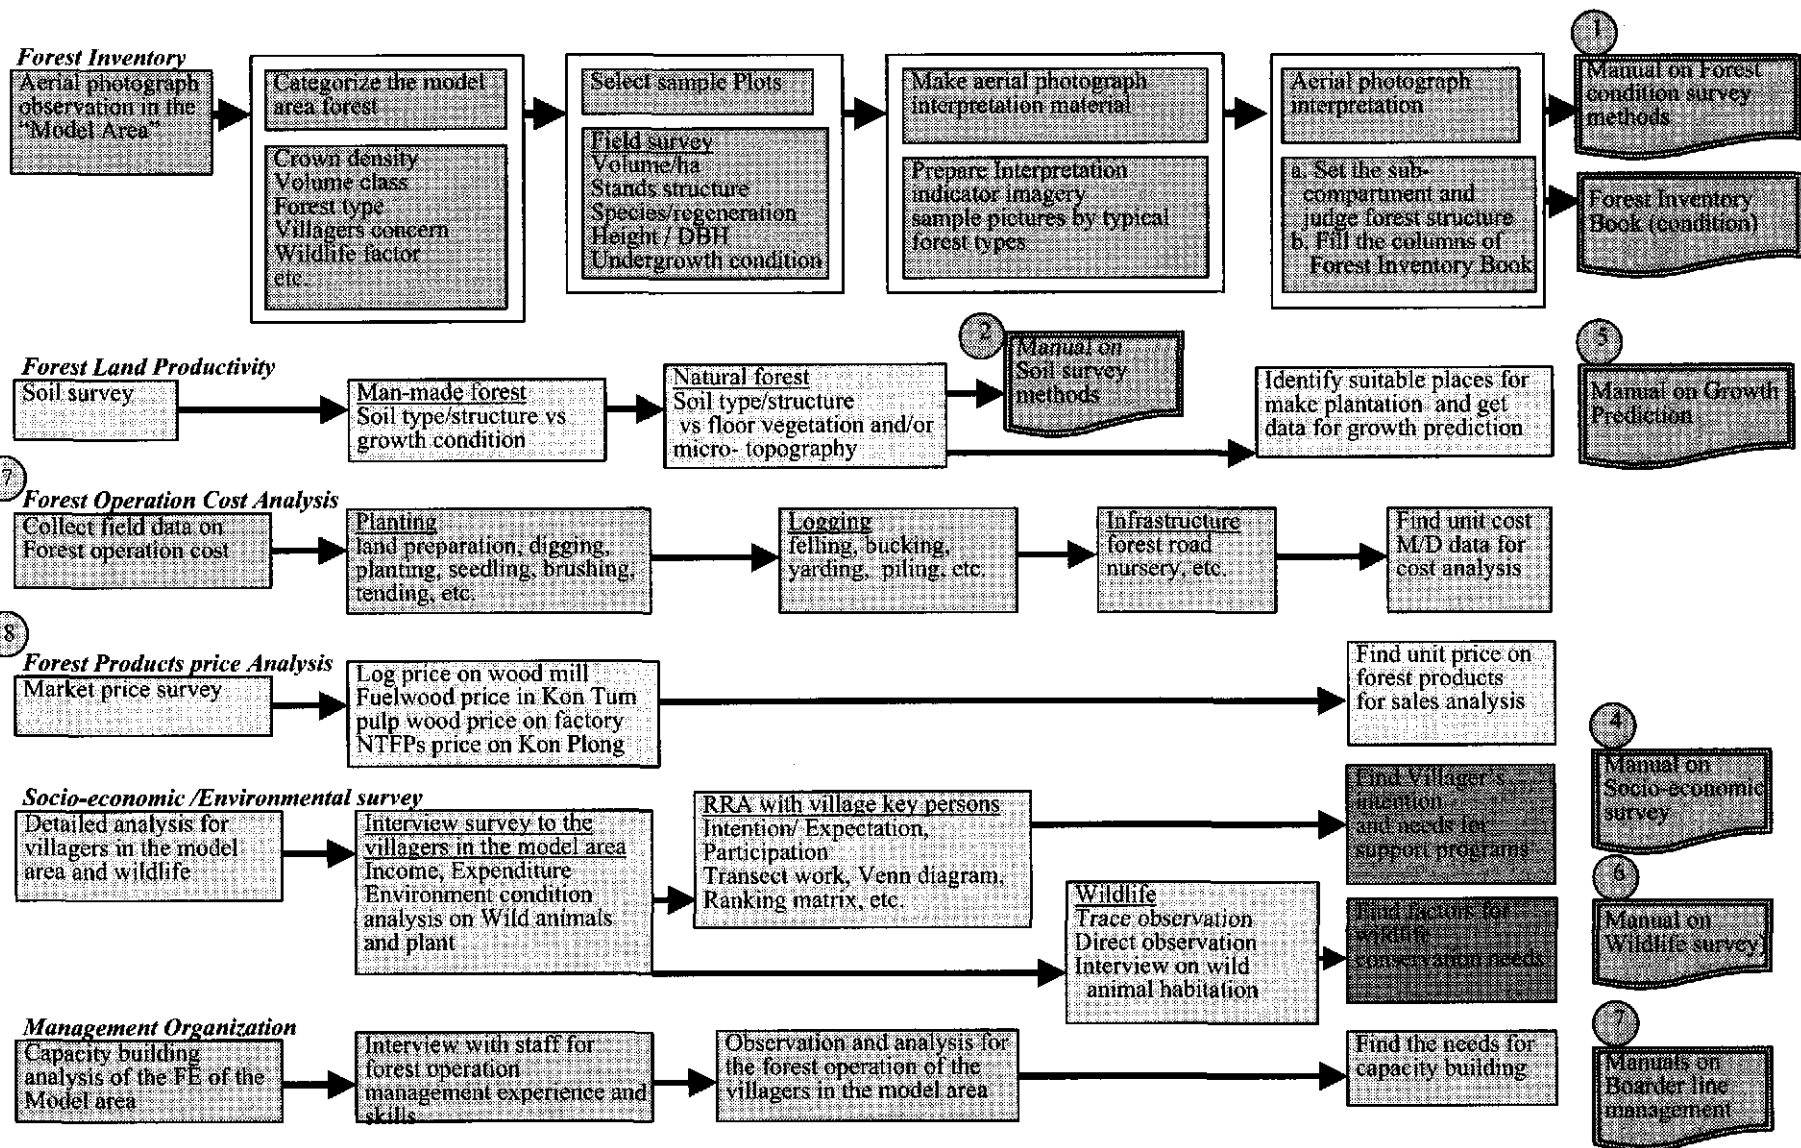 Forest Inventory
Aerial photograph
observation in the
"Model Area"
Categorize the model
area forest
Crown density
Volume class
Forest type
Villagers concern
Wildlife factor
etc.
Select sample Plots
Field survey
Volume/ha
Stands structure
Species/regeneration
Height / DBH
Undergrowth condition
Make aerial photograph
interpretation material
Prepare Interpretation
indicator imagery
sample pictures by typical
forest types
Aerial photograph
interpretation
a. Set the sub-
compartment and
judge forest structure
b. Fill the columns of
Forest Inventory Book
1
Manual on Forest
condition survey
methods
Forest Inventory
Book (condition)
Forest Land Productivity
Soil survey
Man-made forest
Soil type/structure vs
growth condition
Natural forest
Soil type/structure
vs floor vegetation and/or
micro- topography
2
Manual on
Soil survey
methods
Identify suitable places for
make plantation and get
data for growth prediction
5
Manual on Growth
Prediction
7
Forest Operation Cost Analysis
Collect field data on
Forest operation cost
Planting
land preparation, digging,
planting, seedling, brushing,
tending, etc.
Logging
felling, bucking,
yarding, piling, etc.
Infrastructure
forest road
nursery, etc.
Find unit cost
M/D data for
cost analysis
8
Forest Products price Analysis
Market price survey
Log price on wood mill
Fuelwood price in Kon Tum
pulp wood price on factory
NTFPs price on Kon Plong
Find unit price on
forest products
for sales analysis
Socio-economic /Environmental survey
Detailed analysis for
villagers in the model
area and wildlife
Interview survey to the
villagers in the model area
Income, Expenditure
Environment condition
analysis on Wild animals
and plant
RRA with village key persons
Intention/ Expectation,
Participation
Transect work, Venn diagram,
Ranking matrix, etc.
Wildlife
Trace observation
Direct observation
Interview on wild
animal habitation
Find Villager's
intention
and needs for
support programs
Find factors for
wildlife
conservation needs
4
Manual on
Socio-economic
survey
6
Manual on
Wildlife survey)
Management Organization
Capacity building
analysis of the FE of the
Model area
Interview with staff for
forest operation
management experience and
skills
Observation and analysis for
the forest operation of the
villagers in the model area
Find the needs for
capacity building
7
Manuals on
Boarder line
management